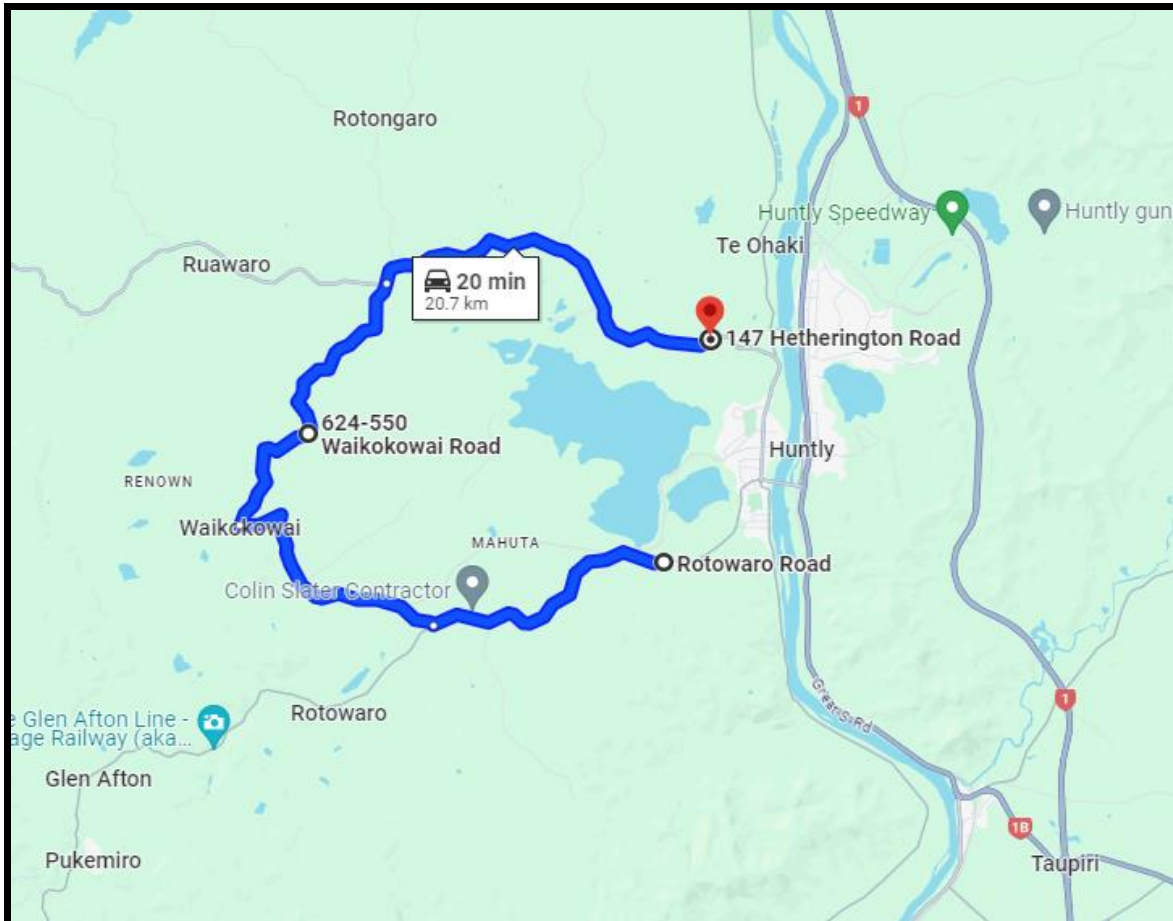 Rotongaro
1
Huntly Speedway
Huntly gun
Te Ohaki
Ruawaro
20 min
20.7 km
147 Hetherington Road
624-550
Waikokowai Road
Huntly
RENOWN
Waikokowai
MAHUTA
Rotowaro Road
Colin Slater Contractor
Rotowaro
e Glen Afton Line -
age Railway (aka...
Great S Rd
1
Glen Afton
1B
Pukemiro
Taupiri